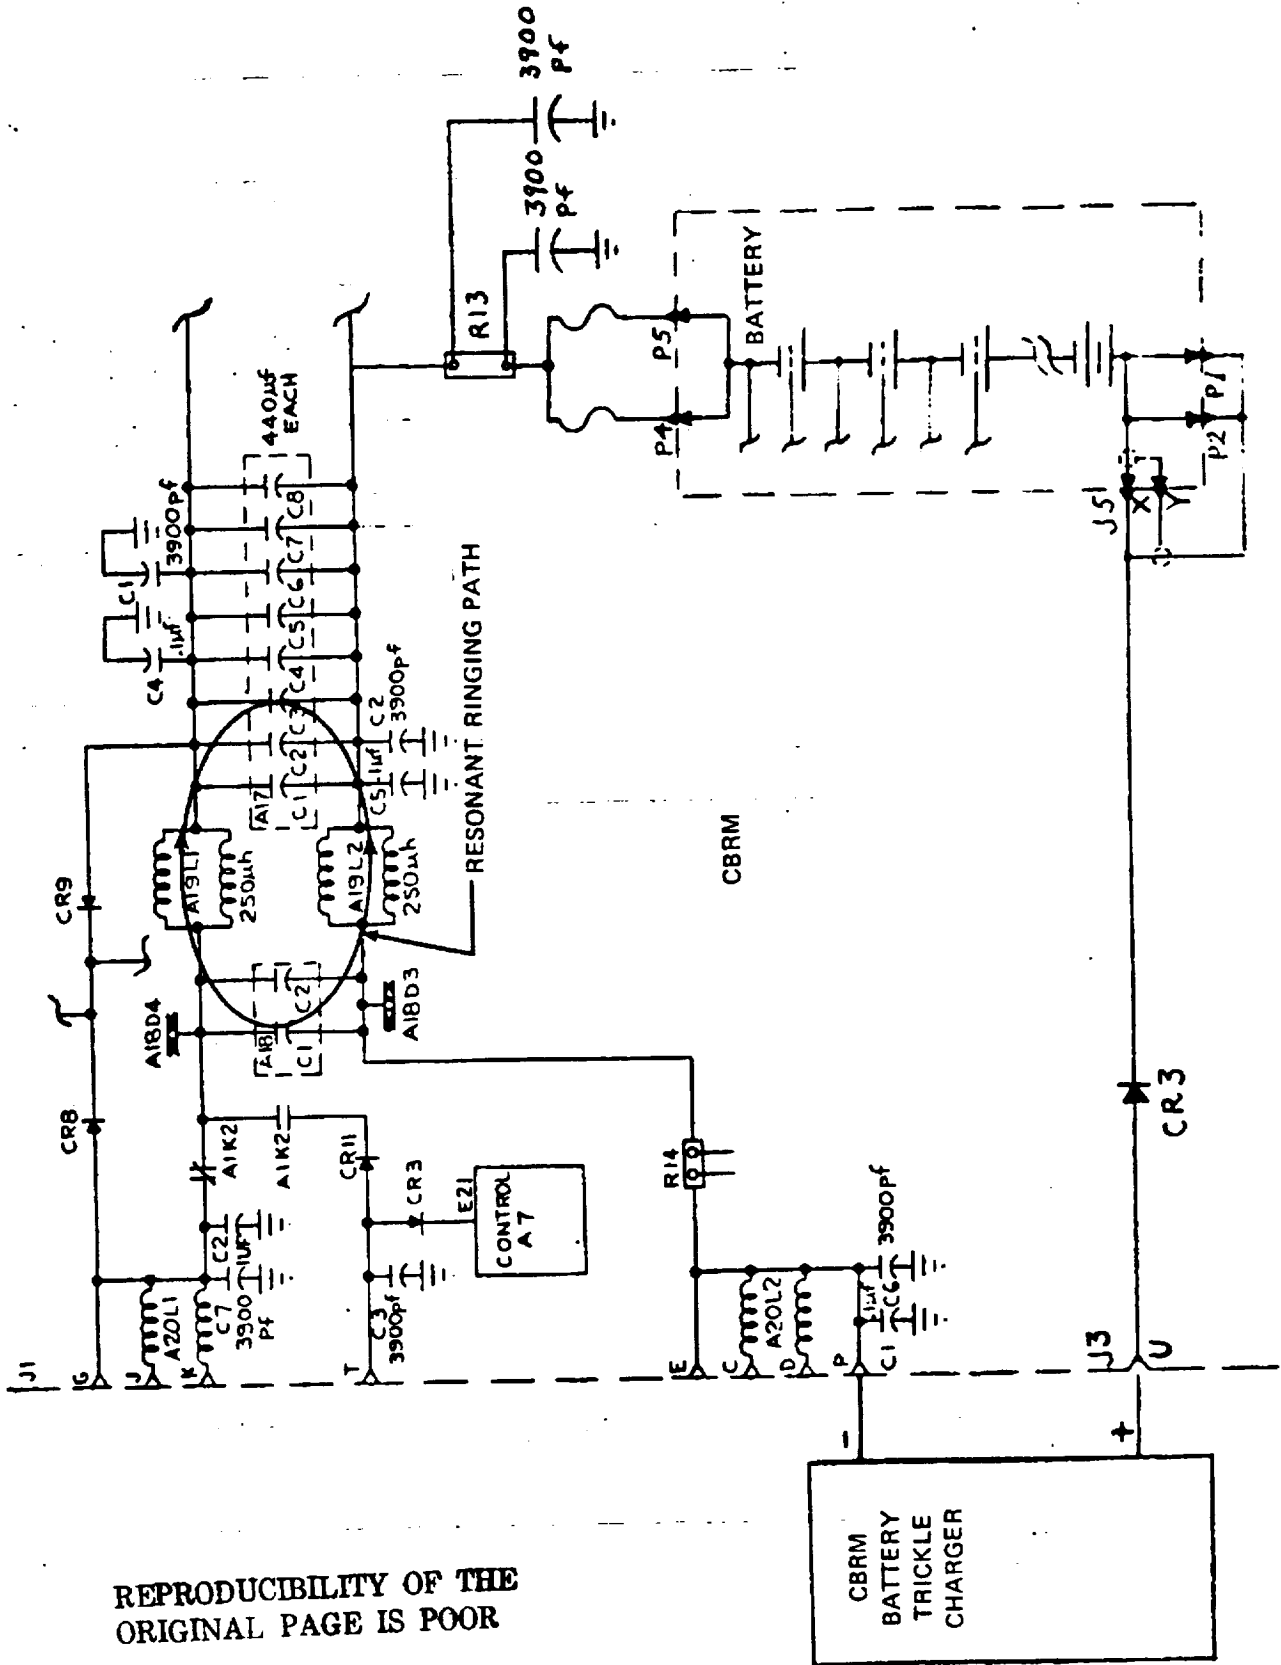 3900
pf
3900
pf
R13
440µf
EACH
3900pf
C1
C4
.1µf
C8
C7
C6
C5
C4
C3
C2
C1
A17
C2
3900pf
C5
.1µf
RESONANT RINGING PATH
P5
P4
BATTERY
P1
P2
J5
X
Y
CR9
A19L1
250µh
A19L2
250µh
CBRM
A18D4
A18
C1
C2
A18D3
CR8
A1K2
A1K2
CR11
CR3
E21
CONTROL
A7
R14
CR3
J1
G
J
K
A20L1
C7
3900
Pf
C2
1UF
T
C3
3900pf
E
C
D
P
A20L2
C1
.1uf
C6
3900pf
J3
U
-
+
CBRM
BATTERY
TRICKLE
CHARGER
REPRODUCIBILITY OF THE
ORIGINAL PAGE IS POOR